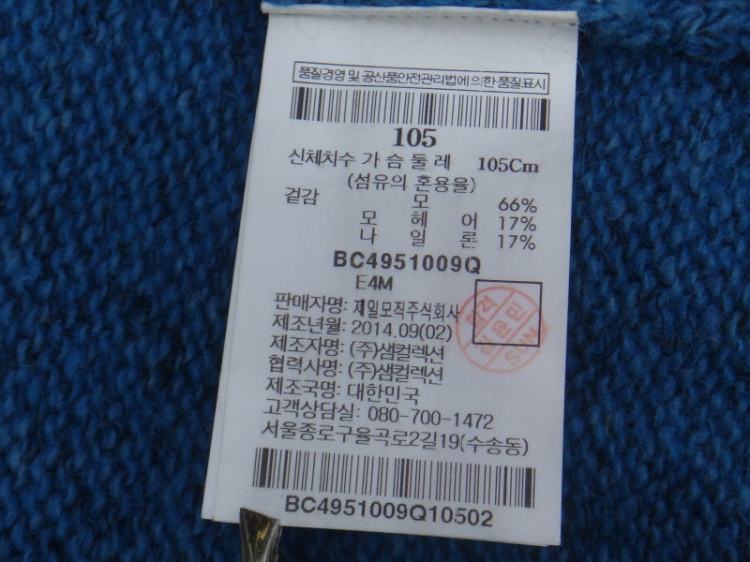 품질경영 및 공산품안전관리법에 의한 품질표시
105
신체치수 가 슴 둘 레 105Cm
(섬유의 혼용율)
겉감 모 66%
모 헤 어 17%
나 일 론 17%
BC4951009Q
E4M
판매자명: 제일모직주식회사
제조년월: 2014.09(02)
제조자명: (주)샘컬렉션
협력사명: (주)샘컬렉션
제조국명: 대한민국
고객상담실: 080-700-1472
서울종로구율곡로2길19(수송동)
BC4951009Q10502